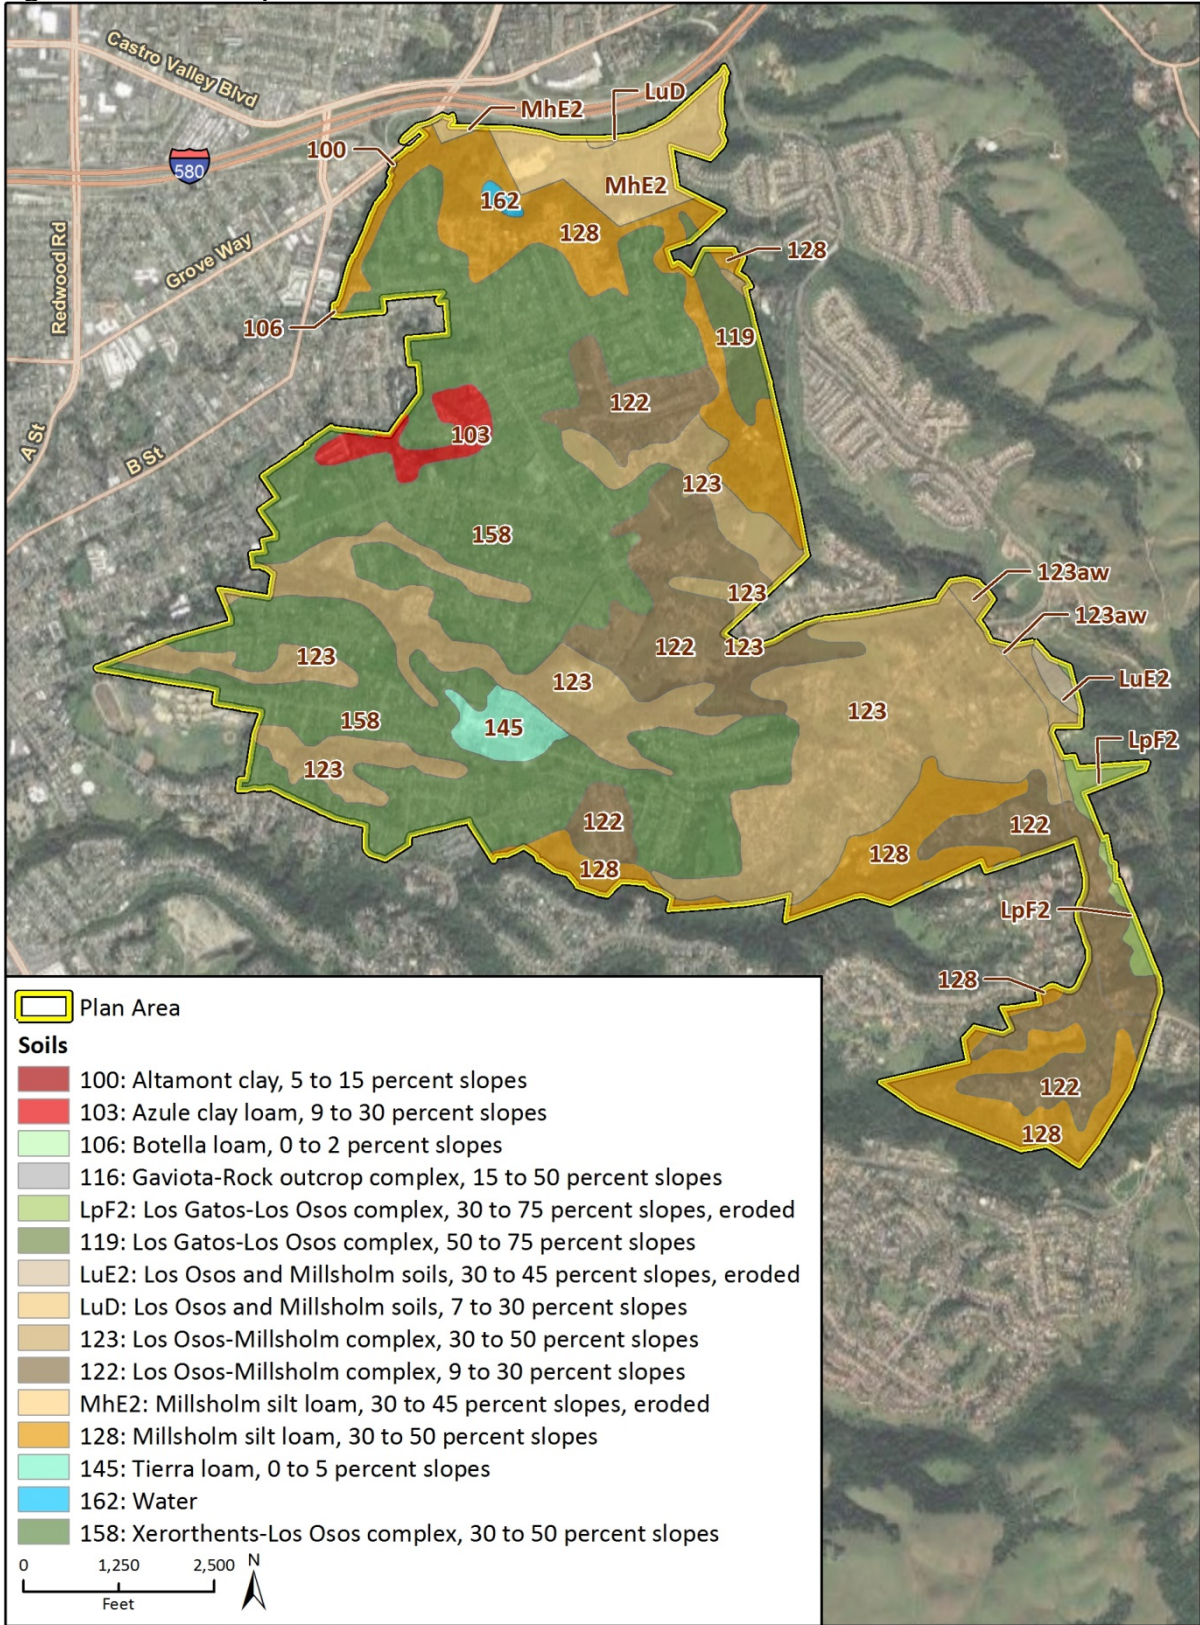 Castro Valley Blvd
MhE2
LuD
100
580
MhE2
162
128
128
Redwood Rd
Grove Way
106
119
122
A St
B St
103
123
158
123aw
123
123aw
123
122
123
123
LuE2
158
145
123
LpF2
123
122
122
128
128
LpF2
128
122
128
Plan Area
Soils
100: Altamont clay, 5 to 15 percent slopes
103: Azule clay loam, 9 to 30 percent slopes
106: Botella loam, 0 to 2 percent slopes
116: Gaviota-Rock outcrop complex, 15 to 50 percent slopes
LpF2: Los Gatos-Los Osos complex, 30 to 75 percent slopes, eroded
119: Los Gatos-Los Osos complex, 50 to 75 percent slopes
LuE2: Los Osos and Millsholm soils, 30 to 45 percent slopes, eroded
LuD: Los Osos and Millsholm soils, 7 to 30 percent slopes
123: Los Osos-Millsholm complex, 30 to 50 percent slopes
122: Los Osos-Millsholm complex, 9 to 30 percent slopes
MhE2: Millsholm silt loam, 30 to 45 percent slopes, eroded
128: Millsholm silt loam, 30 to 50 percent slopes
145: Tierra loam, 0 to 5 percent slopes
162: Water
158: Xerorthents-Los Osos complex, 30 to 50 percent slopes
0 1,250 2,500 N
Feet